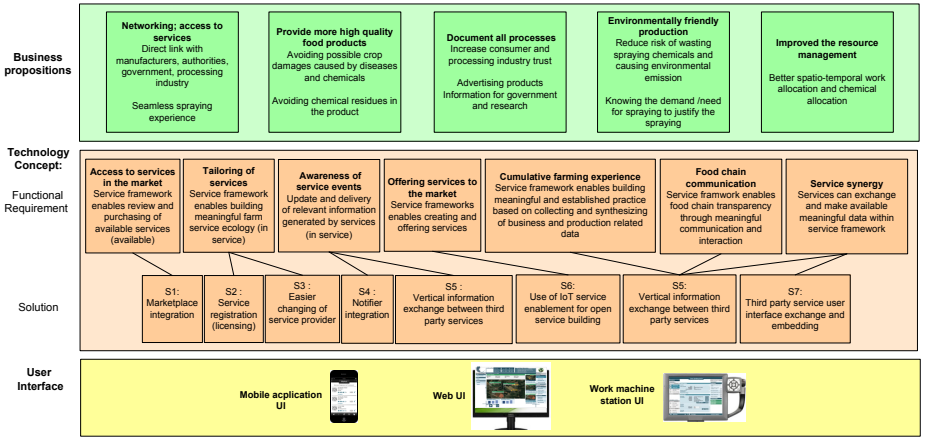 Business
propositions
Networking; access to
services
Direct link with
manufacturers, authorities,
government, processing
industry
Seamless spraying
experience
Provide more high quality
food products
Avoiding possible crop
damages caused by diseases
and chemicals
Avoiding chemical residues in
the product
Document all processes
Increase consumer and
processing industry trust
Advertising products
Information for government
and research
Environmentally friendly
production
Reduce risk of wasting
spraying chemicals and
causing environmental
emission
Knowing the demand /need
for spraying to justify the
spraying
Improved the resource
management
Better spatio-temporal work
allocation and chemical
allocation
Technology
Concept:
Functional
Requirement
Access to services
in the market
Service framework
enables review and
purchasing of
available services
(available)
Tailoring of
services
Service framework
enables building
meaningful farm
service ecology (in
service)
Awareness of
service events
Update and delivery
of relevant information
generated by services
(in service)
Offering services to
the market
Service frameworks
enables creating and
offering services
Cumulative farming experience
Service framework enables building
meaningful and established practice
based on collecting and synthesizing
of business and production related
data
Food chain
communication
Service framwork enables
food chain transparency
through meaningful
communication and
interaction
Service synergy
Services can exchange
and make available
meaningful data within
service framework
Solution
S1:
Marketplace
integration
S2 :
Service
registration
(licensing)
S3 :
Easier
changing of
service provider
S4 :
Notifier
integration
S5 :
Vertical information
exchange between third
party services
S6:
Use of IoT service
enablement for open
service building
S5:
Vertical information
exchange between third
party services
S7:
Third party service user
interface exchange and
embedding
User
Interface
Mobile acplication
UI
Web UI
Work machine
station UI